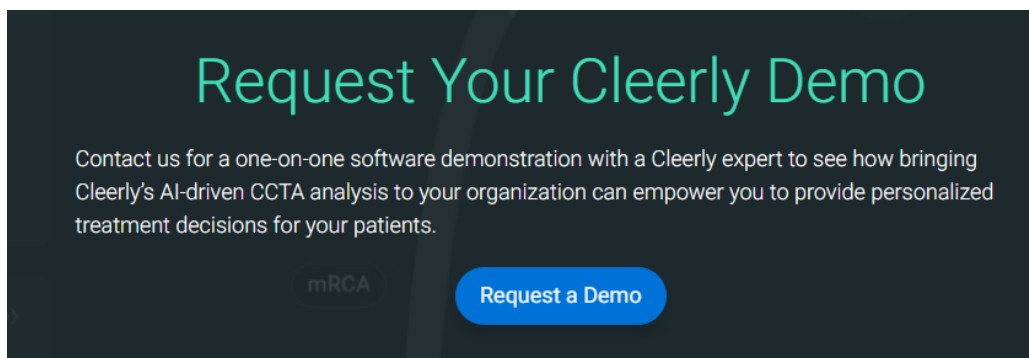 Request Your Cleerly Demo
Contact us for a one-on-one software demonstration with a Cleerly expert to see how bringing
Cleerly's AI-driven CCTA analysis to your organization can empower you to provide personalized
treatment decisions for your patients.
mRCA
Request a Demo